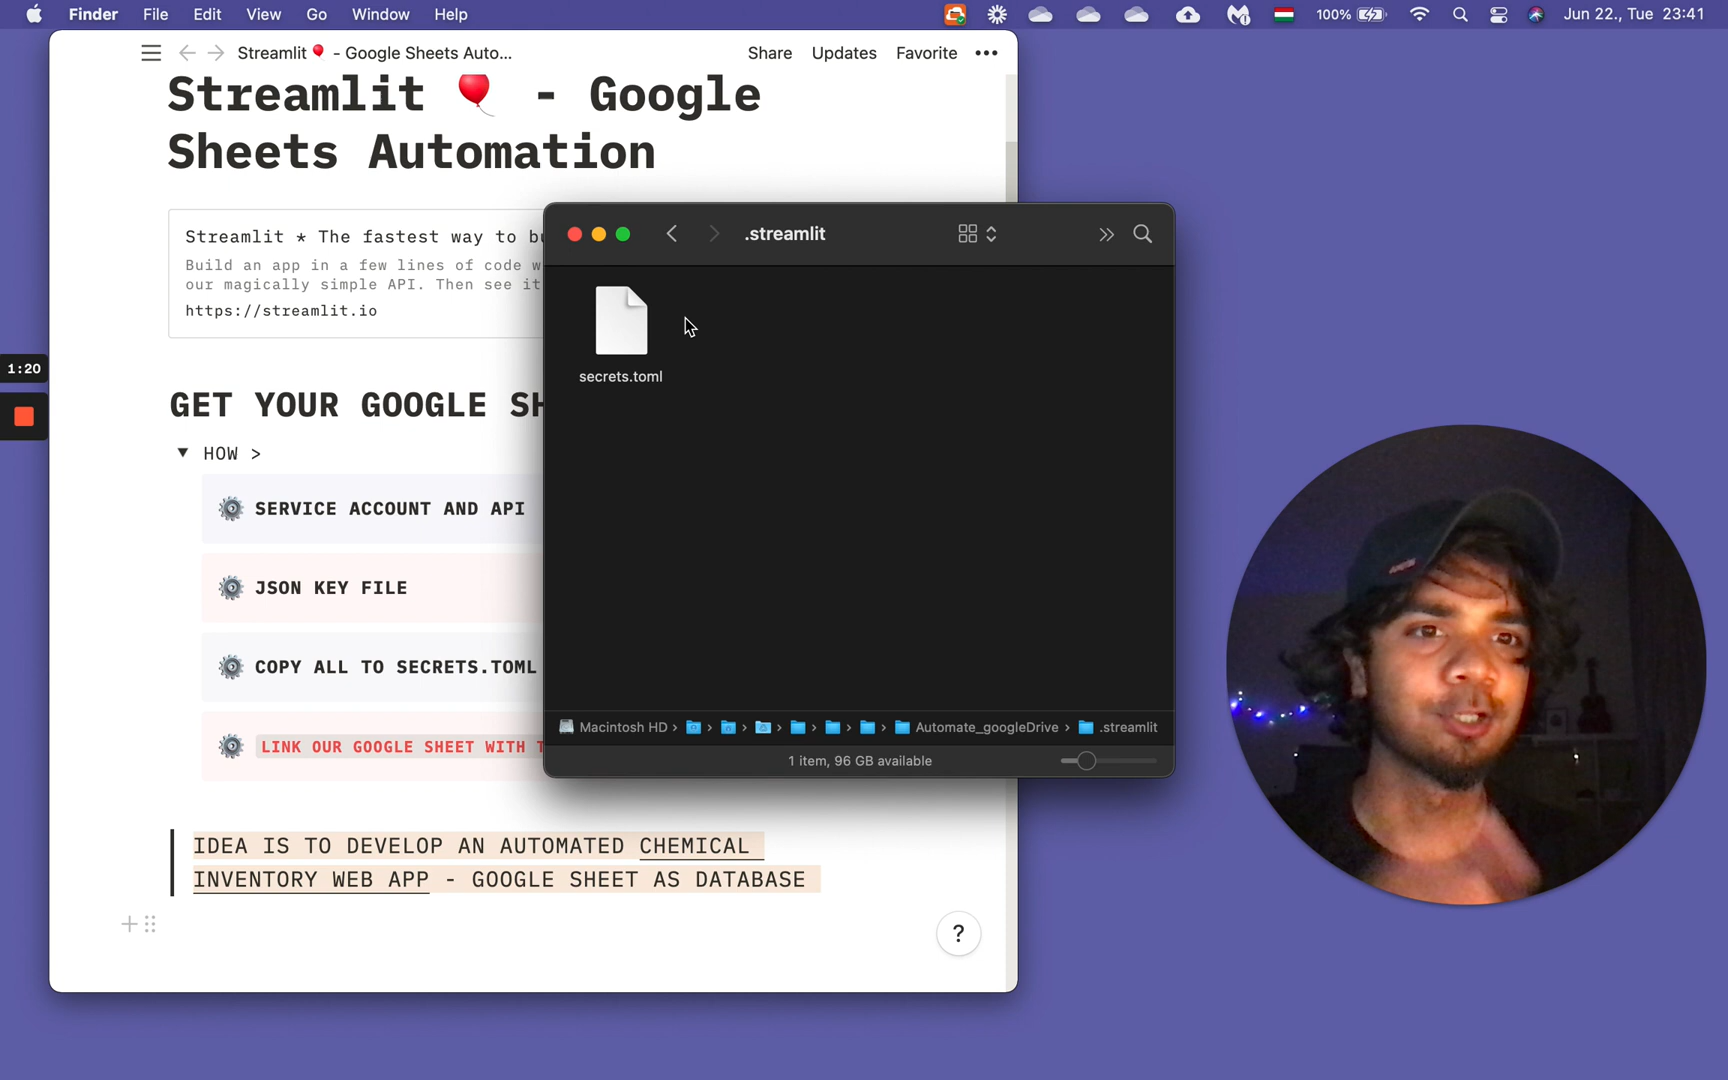 Finder File Edit View Go Window Help 100% Jun 22., Tue 23:41
Streamlit - Google Sheets Auto... Share Updates Favorite •••
Streamlit - Google
Sheets Automation
Streamlit * The fastest way to bu
Build an app in a few lines of code w
our magically simple API. Then see it
https://streamlit.io
.streamlit
secrets.toml
1:20
GET YOUR GOOGLE SH
HOW >
SERVICE ACCOUNT AND API
JSON KEY FILE
COPY ALL TO SECRETS.TOML
LINK OUR GOOGLE SHEET WITH T
Macintosh HD › › › › › › › Automate_googleDrive › .streamlit
1 item, 96 GB available
IDEA IS TO DEVELOP AN AUTOMATED CHEMICAL
INVENTORY WEB APP - GOOGLE SHEET AS DATABASE
?